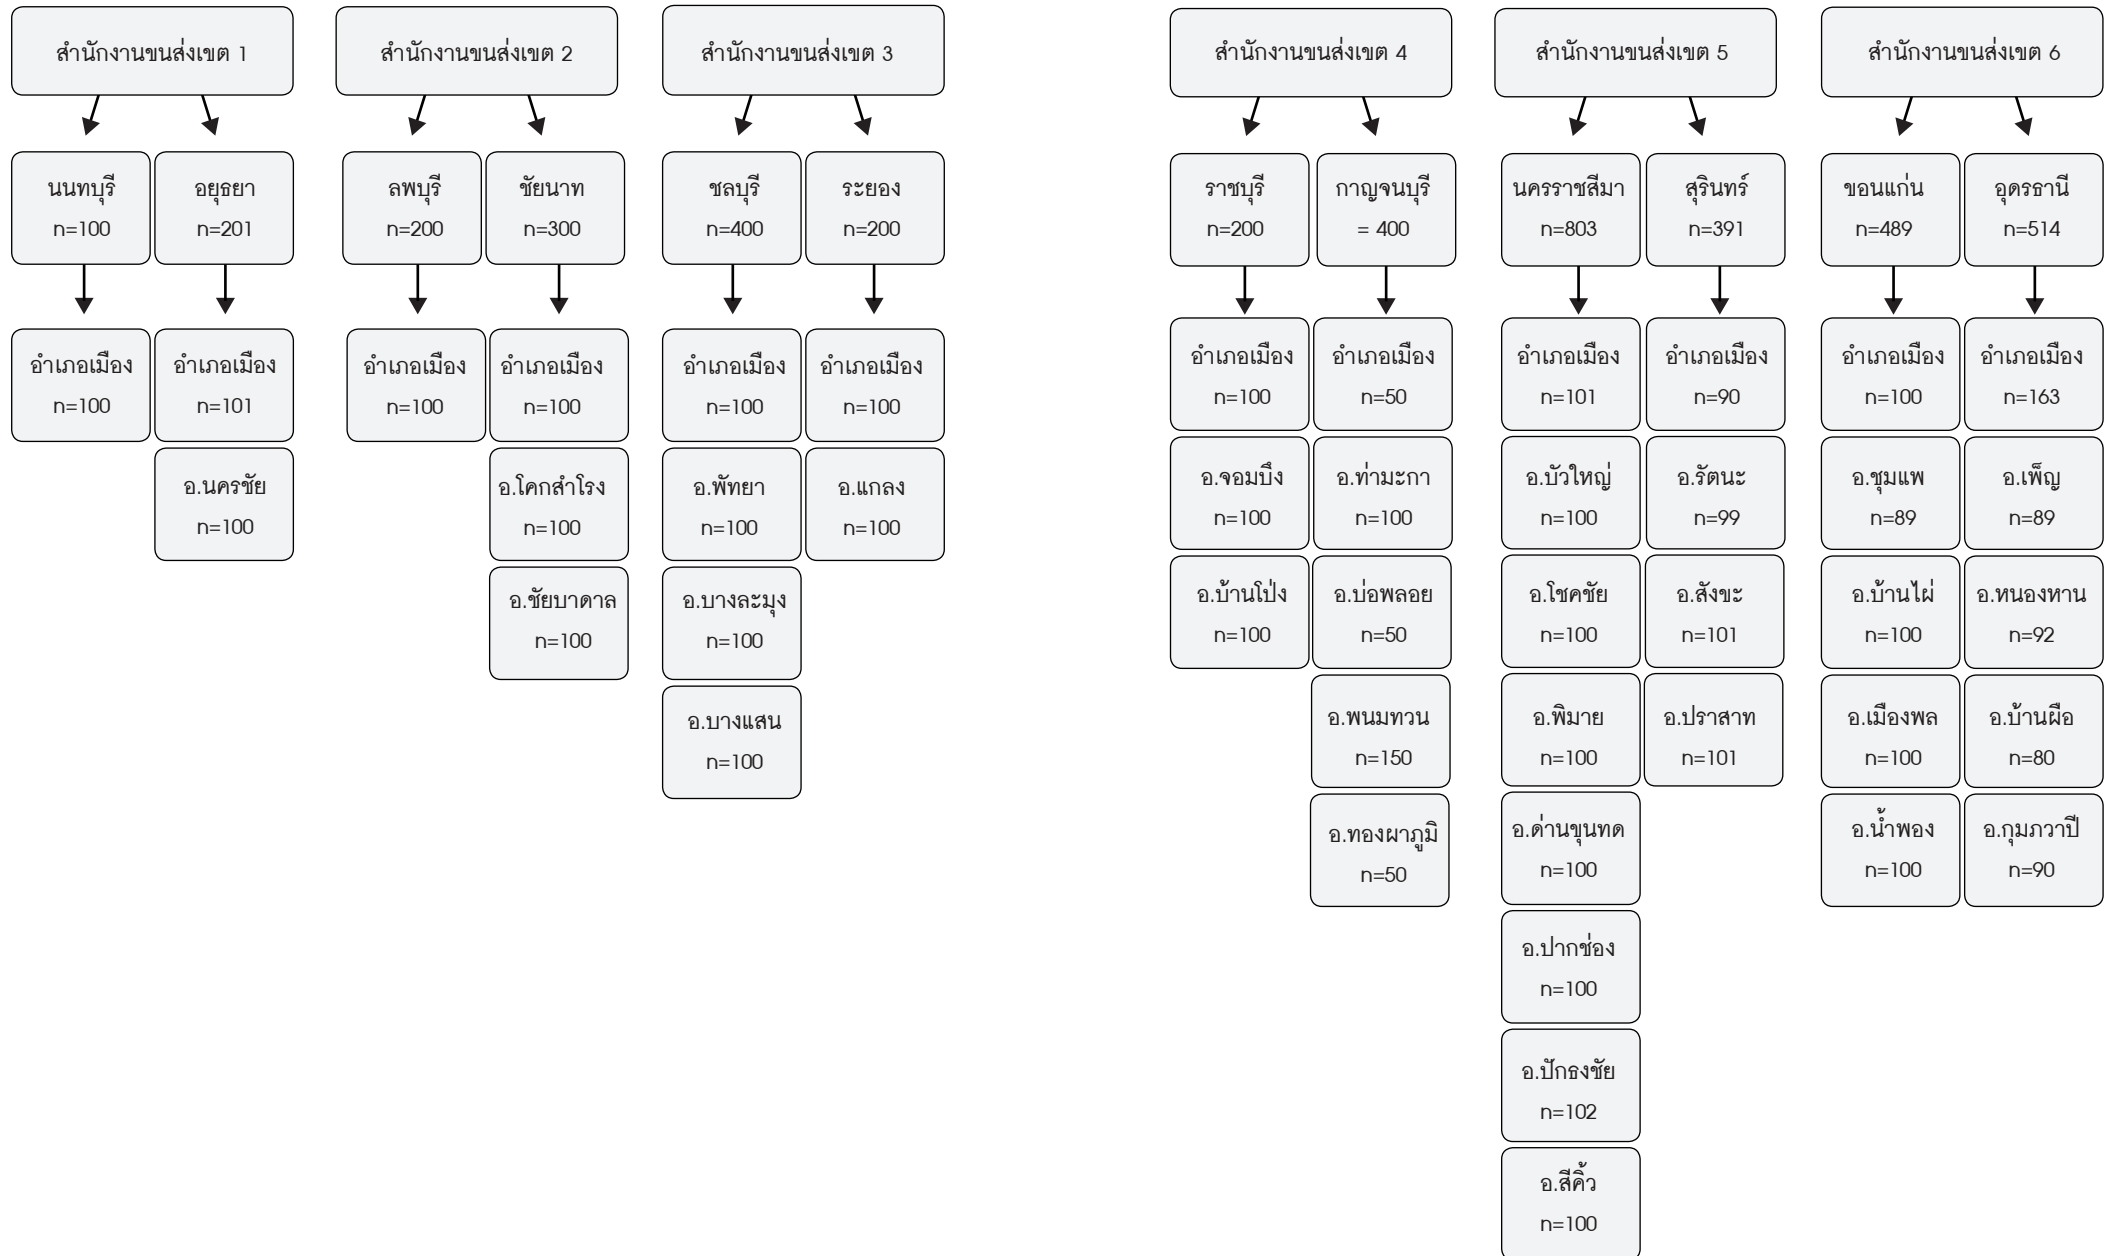 สำนักงานขนส่งเขต 1
นนทบุรี
n=100
อยุธยา
n=201
อำเภอเมือง
n=100
อำเภอเมือง
n=101
อ.นครชัย
n=100
สำนักงานขนส่งเขต 2
ลพบุรี
n=200
ชัยนาท
n=300
อำเภอเมือง
n=100
อำเภอเมือง
n=100
อ.โคกสำโรง
n=100
อ.ชัยบาดาล
n=100
สำนักงานขนส่งเขต 3
ชลบุรี
n=400
ระยอง
n=200
อำเภอเมือง
n=100
อำเภอเมือง
n=100
อ.พัทยา
n=100
อ.แกลง
n=100
อ.บางละมุง
n=100
อ.บางแสน
n=100
สำนักงานขนส่งเขต 4
ราชบุรี
n=200
กาญจนบุรี
= 400
อำเภอเมือง
n=100
อำเภอเมือง
n=50
อ.จอมบึง
n=100
อ.ท่ามะกา
n=100
อ.บ้านโป่ง
n=100
อ.บ่อพลอย
n=50
อ.พนมทวน
n=150
อ.ทองผาภูมิ
n=50
สำนักงานขนส่งเขต 5
นครราชสีมา
n=803
สุรินทร์
n=391
อำเภอเมือง
n=101
อำเภอเมือง
n=90
อ.บัวใหญ่
n=100
อ.รัตนะ
n=99
อ.โชคชัย
n=100
อ.สังขะ
n=101
อ.พิมาย
n=100
อ.ปราสาท
n=101
อ.ด่านขุนทด
n=100
อ.ปากช่อง
n=100
อ.ปักธงชัย
n=102
อ.สีคิ้ว
n=100
สำนักงานขนส่งเขต 6
ขอนแก่น
n=489
อุดรธานี
n=514
อำเภอเมือง
n=100
อำเภอเมือง
n=163
อ.ชุมแพ
n=89
อ.เพ็ญ
n=89
อ.บ้านไผ่
n=100
อ.หนองหาน
n=92
อ.เมืองพล
n=100
อ.บ้านผือ
n=80
อ.น้ำพอง
n=100
อ.กุมภวาปี
n=90